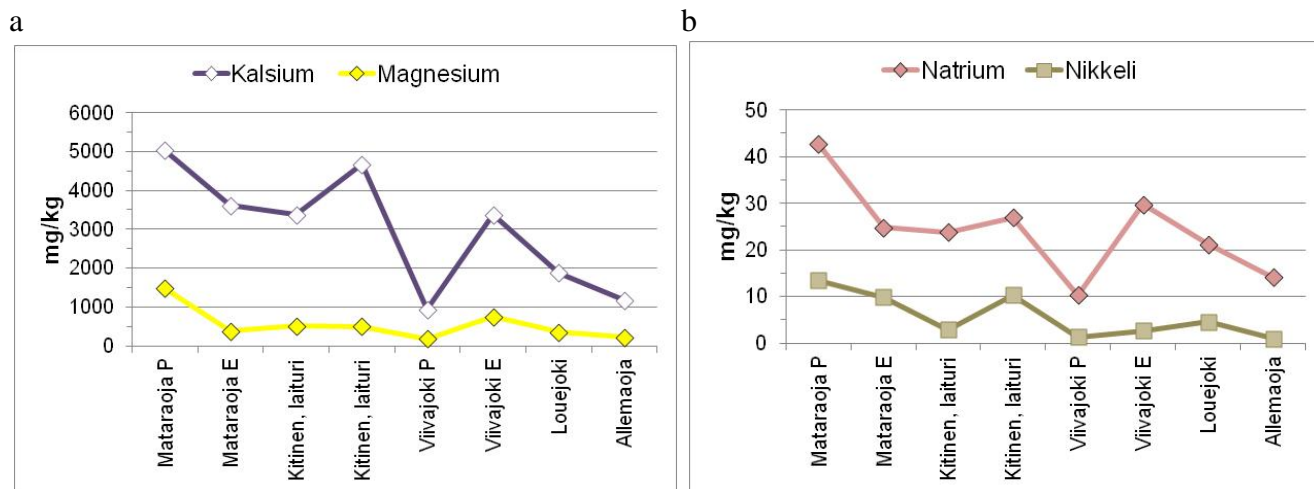 a
Kalsium Magnesium
6000
5000
4000
3000
2000
1000
0
mg/kg
Mataraoja P
Mataraoja E
Kitinen, laituri
Kitinen, laituri
Viivajoki P
Viivajoki E
Louejoki
Allemaoja
b
Natrium Nikkeli
50
40
30
20
10
0
mg/kg
Mataraoja P
Mataraoja E
Kitinen, laituri
Kitinen, laituri
Viivajoki P
Viivajoki E
Louejoki
Allemaoja